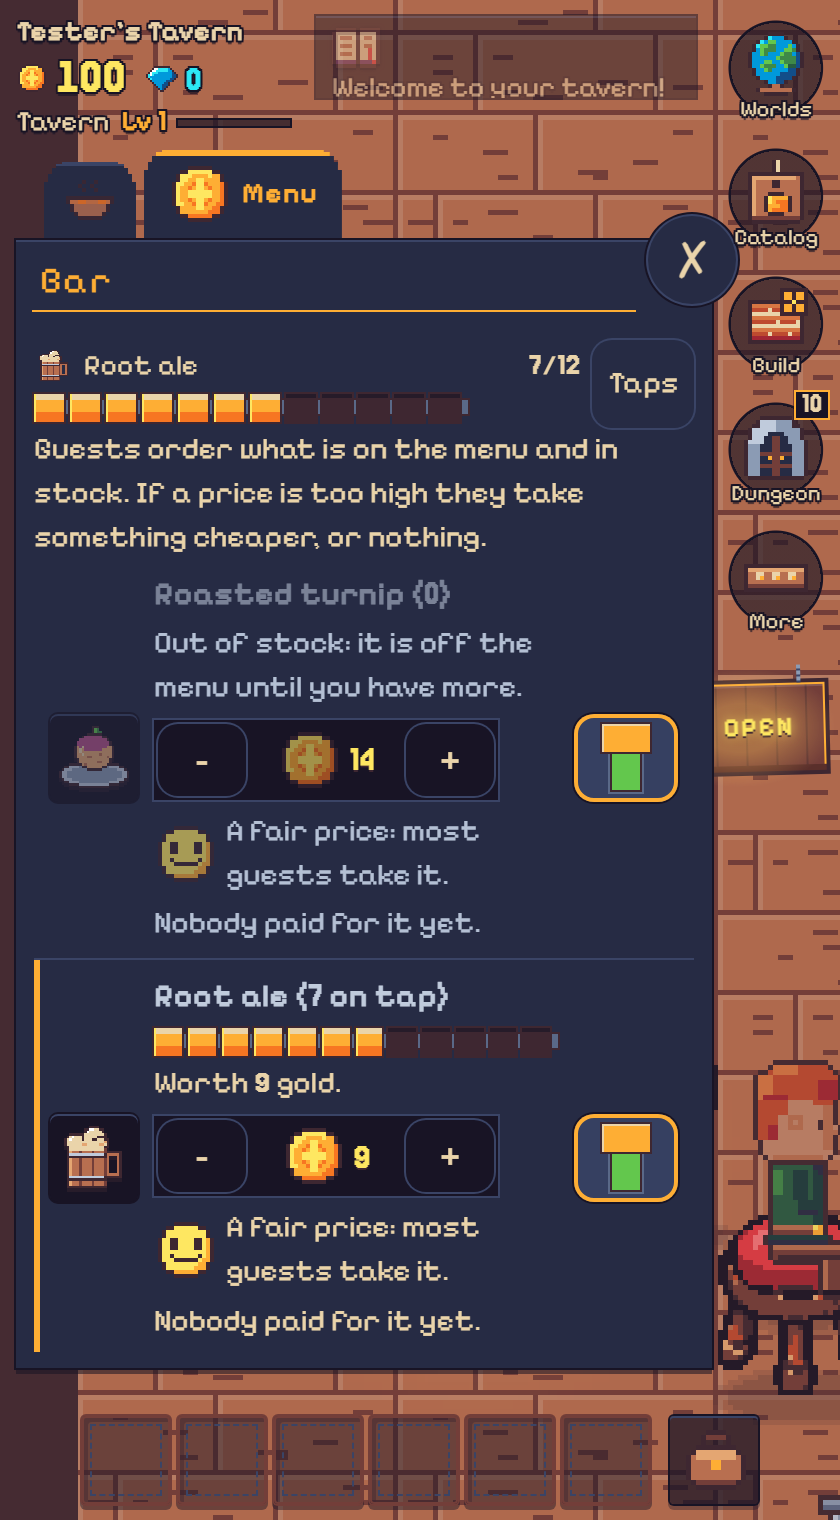 Tester's Tavern
100 0
Welcome to your tavern!
Tavern Lv 1
Worlds
Menu
Catalog
X
Bar
Build
Root ale 7/12
Taps
10
Guests order what is on the menu and in
stock. If a price is too high they take
something cheaper, or nothing.
Dungeon
Roasted turnip (0)
More
Out of stock: it is off the
menu until you have more.
OPEN
- 14 +
A fair price: most
guests take it.
Nobody paid for it yet.
Root ale (7 on tap)
Worth 9 gold.
- 9 +
A fair price: most
guests take it.
Nobody paid for it yet.